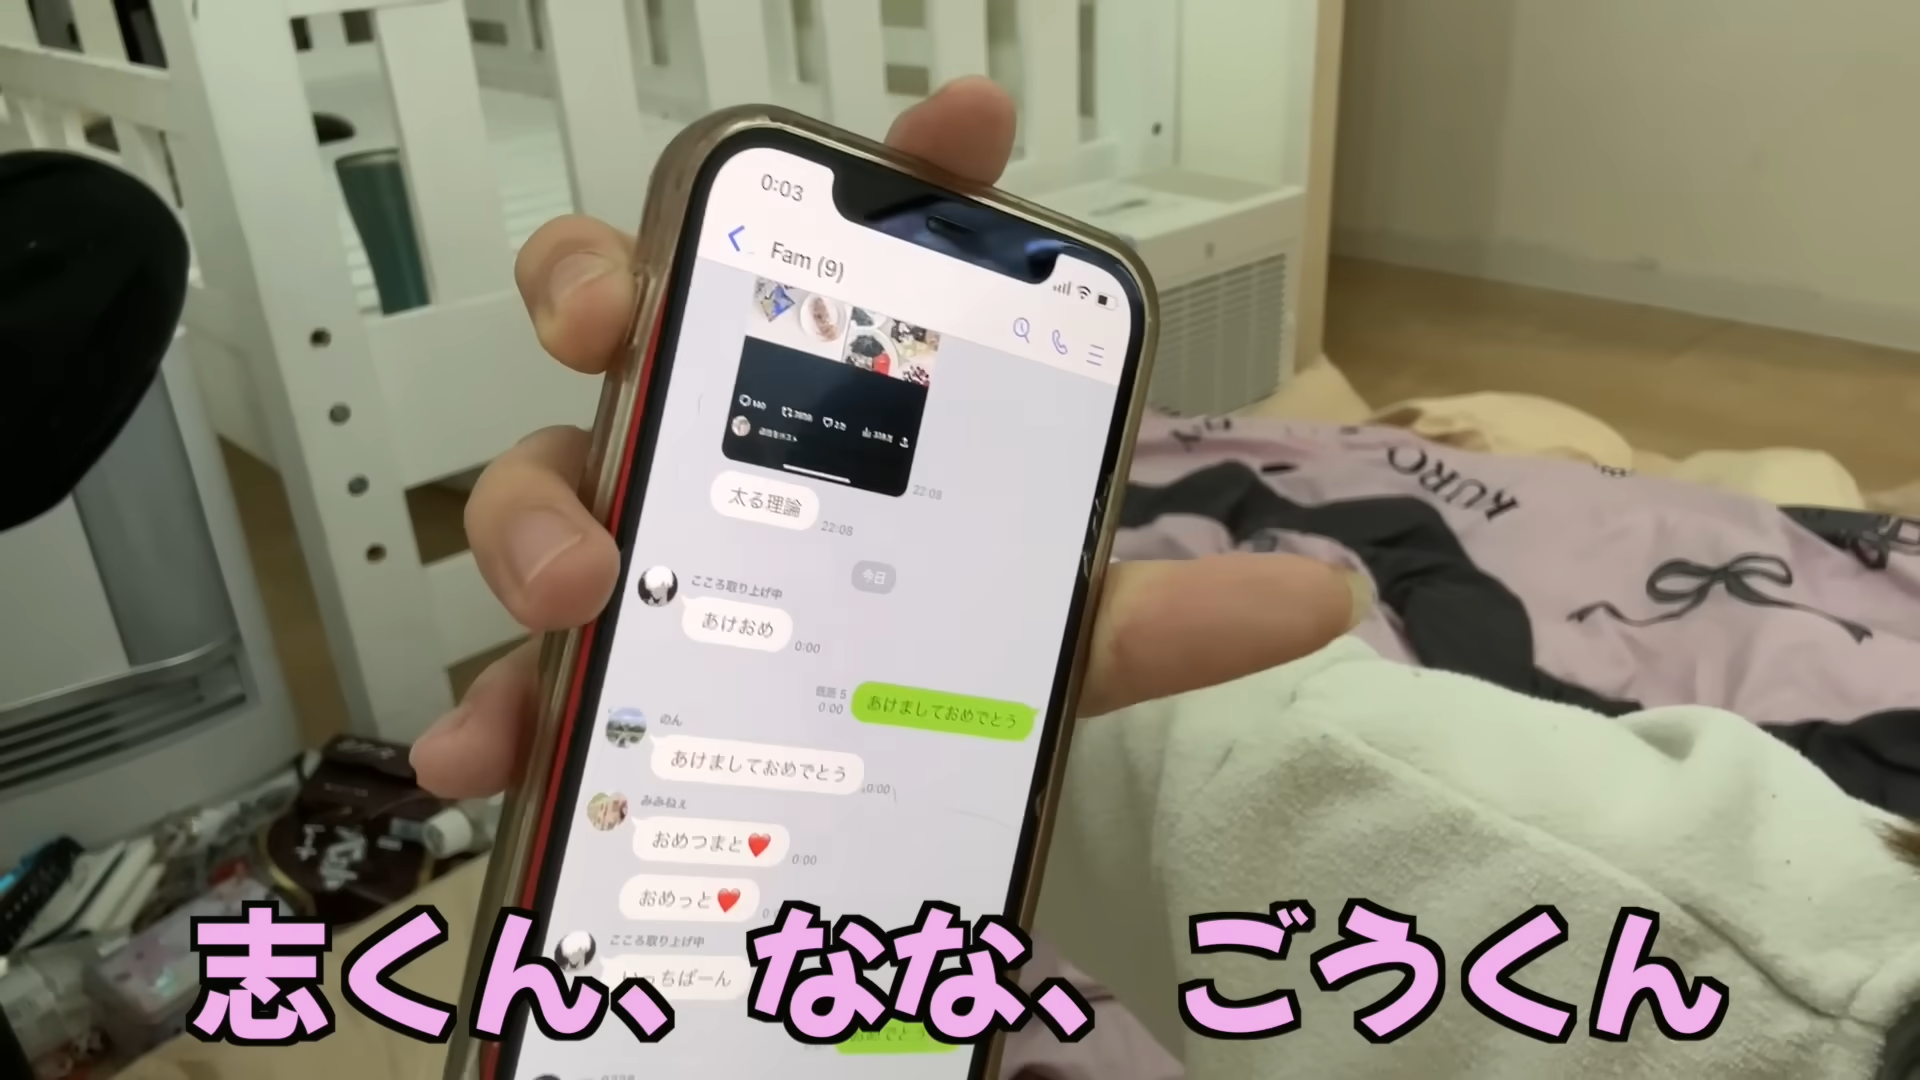 0:03
Fam (9)
22:08
太る理論
22:08
今日
こころ取り上げ中
あけおめ
0:00
既読 5
0:00
あけましておめでとう
のん
あけましておめでとう
0:00
みみねぇ
おめつまと❤️
0:00
おめっと❤️
こころ取り上げ中
いっちばーん
KURO
志くん、なな、ごうくん